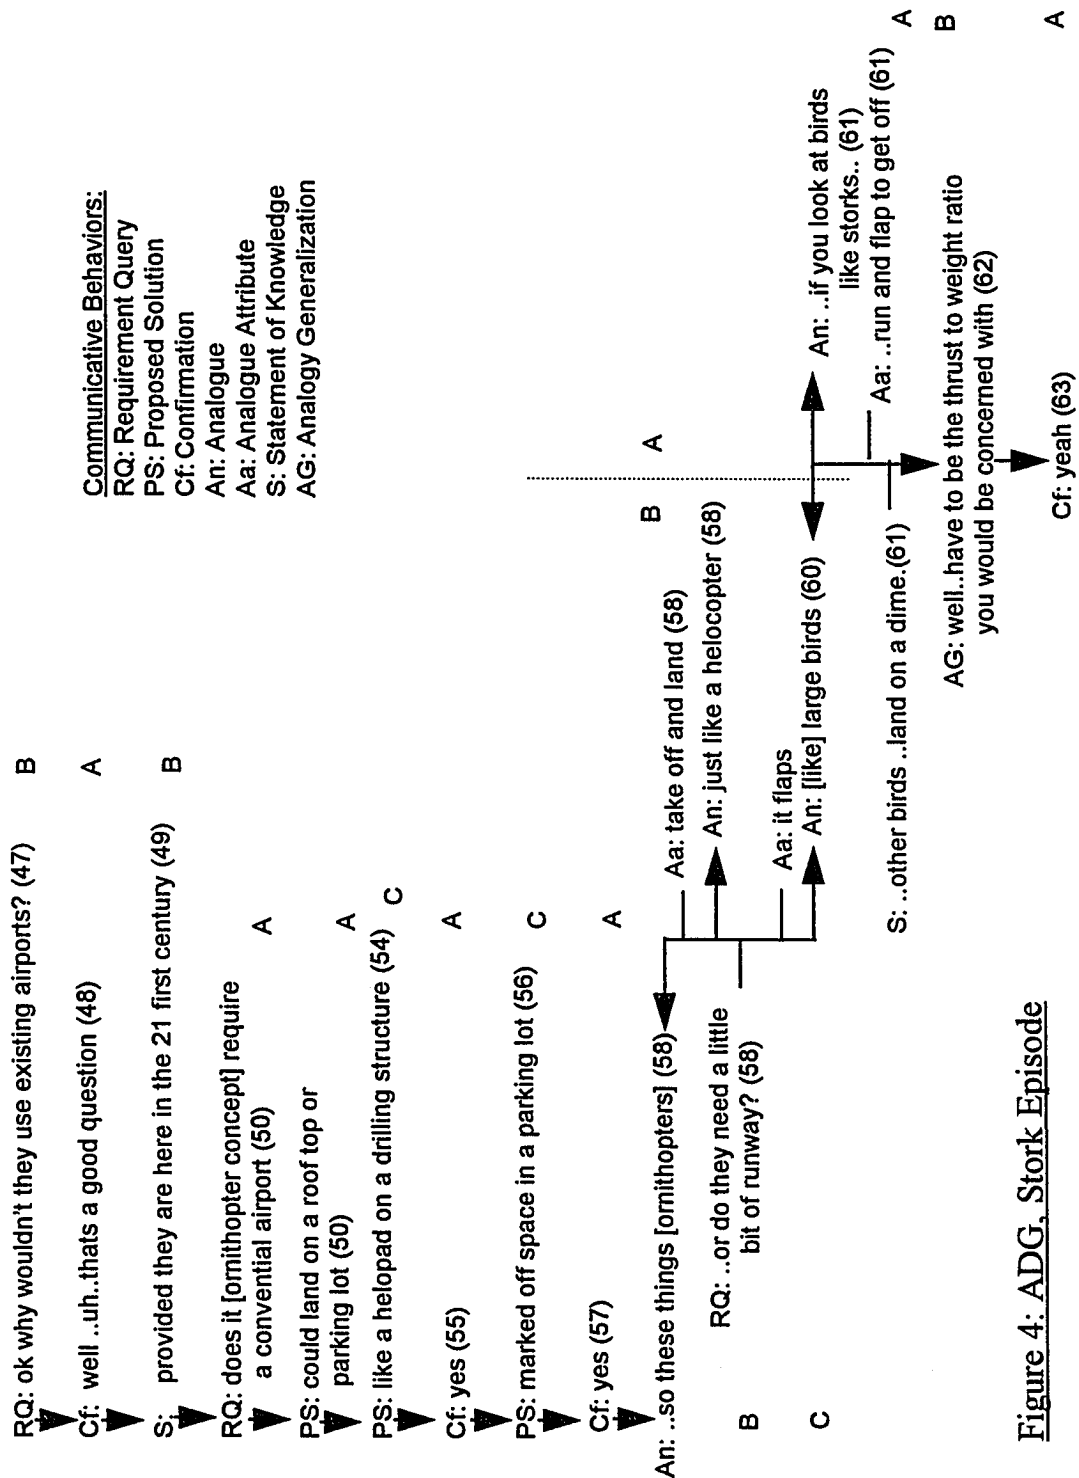 RQ: ok why wouldn't they use existing airports? (47) B
Cf: well ..uh..thats a good question (48) A
S: provided they are here in the 21 first century (49) B
RQ: does it [ornithopter concept] require
a convential airport (50) A
PS: could land on a roof top or
parking lot (50) A
PS: like a helopad on a drilling structure (54) C
Cf: yes (55) A
PS: marked off space in a parking lot (56) C
Cf: yes (57) A
An: ..so these things [ornithopters] (58)
B
RQ: ..or do they need a little
bit of runway? (58)
C
Aa: take off and land (58)
An: just like a helocopter (58)
Aa: it flaps
An: [like] large birds (60)
B A
An: ..if you look at birds
like storks.. (61)
Aa: ..run and flap to get off (61)
A
S: ..other birds ..land on a dime.(61)
AG: well..have to be the thrust to weight ratio
you would be concerned with (62)
B
Cf: yeah (63) A
Communicative Behaviors:
RQ: Requirement Query
PS: Proposed Solution
Cf: Confirmation
An: Analogue
Aa: Analogue Attribute
S: Statement of Knowledge
AG: Analogy Generalization
Figure 4: ADG, Stork Episode